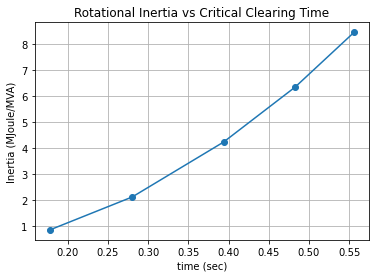 Rotational Inertia vs Critical Clearing Time
8
7
6
5
4
3
2
1
Inertia (MJoule/MVA)
0.20 0.25 0.30 0.35 0.40 0.45 0.50 0.55
time (sec)